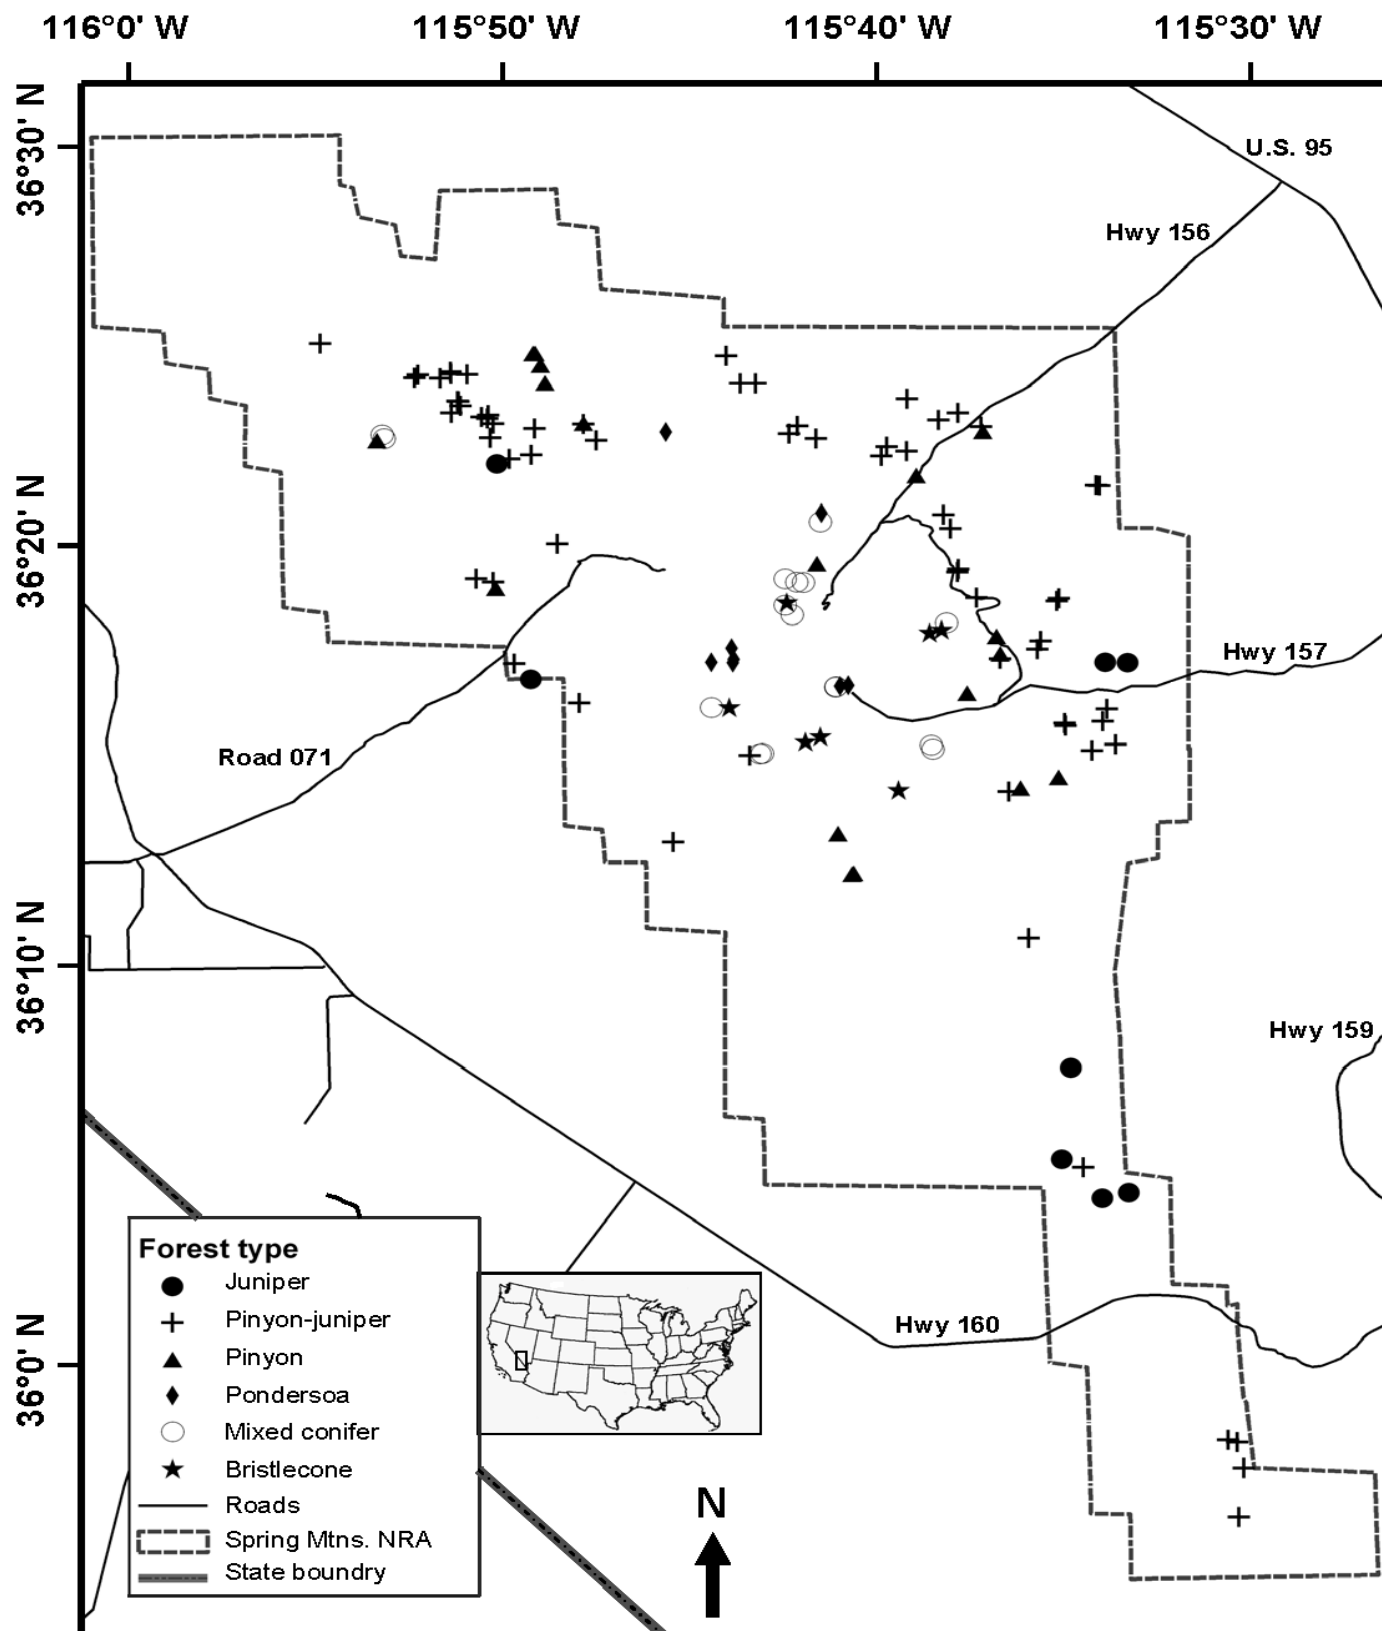 116°0' W 115°50' W 115°40' W 115°30' W
36°30' N
U.S. 95
Hwy 156
36°20' N
Hwy 157
Road 071
36°10' N
Hwy 159
Forest type
Juniper
Pinyon-juniper
Pinyon
Pondersoa
Mixed conifer
Bristlecone
Roads
Spring Mtns. NRA
State boundry
Hwy 160
36°0' N
N